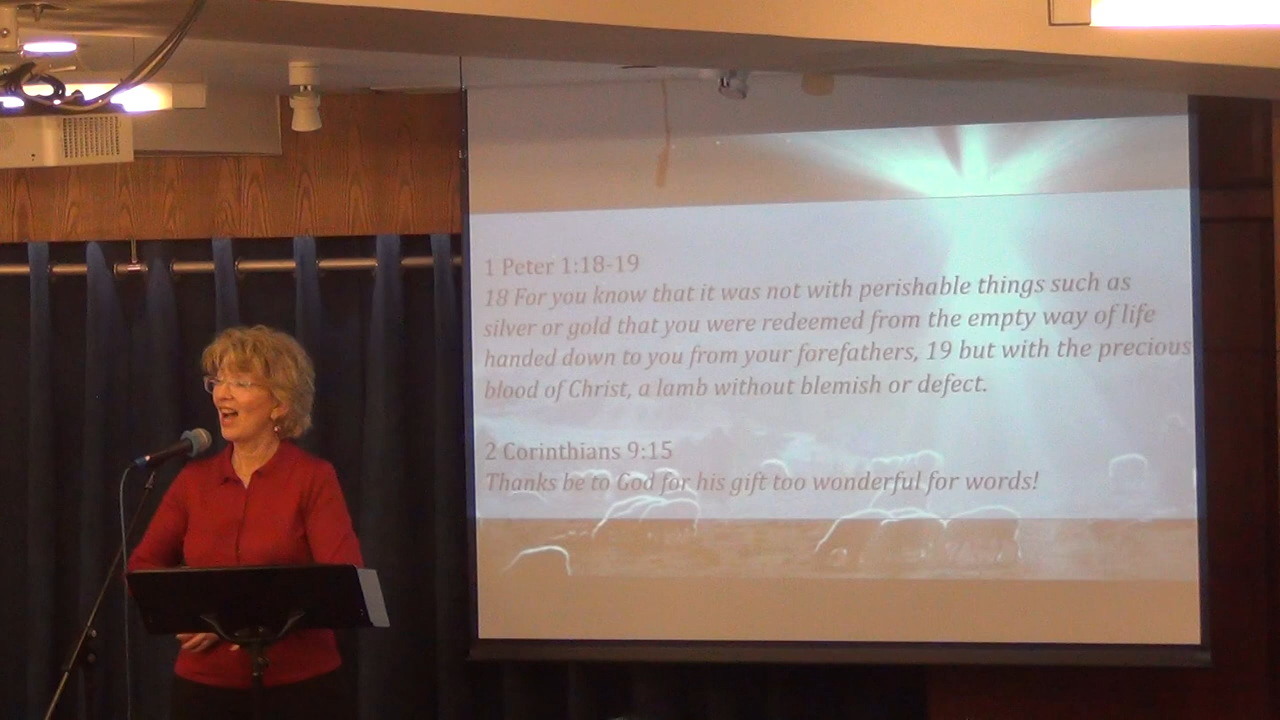 1 Peter 1:18-19
18 For you know that it was not with perishable things such as
silver or gold that you were redeemed from the empty way of life
handed down to you from your forefathers, 19 but with the precious
blood of Christ, a lamb without blemish or defect.
2 Corinthians 9:15
Thanks be to God for his gift too wonderful for words!